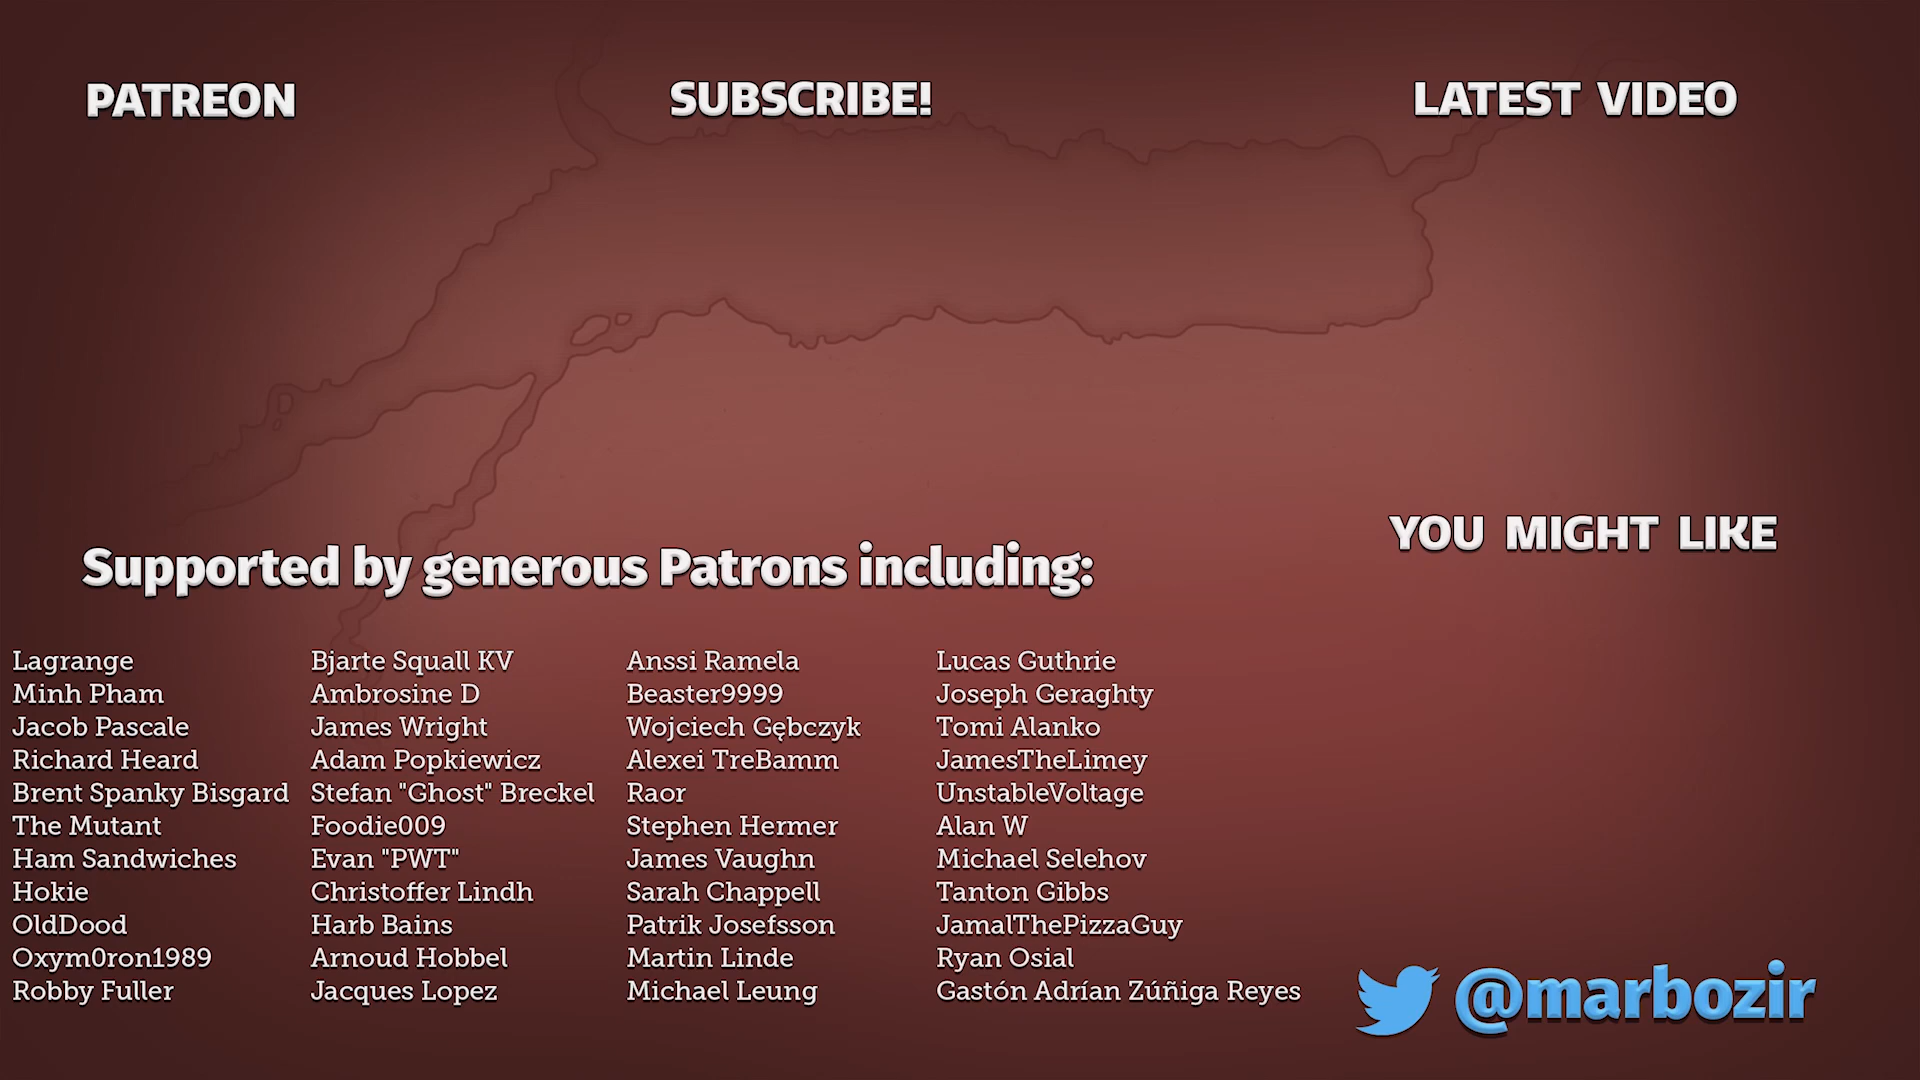 PATREON
SUBSCRIBE!
LATEST VIDEO
YOU MIGHT LIKE
Supported by generous Patrons including:
Lagrange
Minh Pham
Jacob Pascale
Richard Heard
Brent Spanky Bisgard
The Mutant
Ham Sandwiches
Hokie
OldDood
Oxym0ron1989
Robby Fuller
Bjarte Squall KV
Ambrosine D
James Wright
Adam Popkiewicz
Stefan "Ghost" Breckel
Foodie009
Evan "PWT"
Christoffer Lindh
Harb Bains
Arnoud Hobbel
Jacques Lopez
Anssi Ramela
Beaster9999
Wojciech Gębczyk
Alexei TreBamm
Raor
Stephen Hermer
James Vaughn
Sarah Chappell
Patrik Josefsson
Martin Linde
Michael Leung
Lucas Guthrie
Joseph Geraghty
Tomi Alanko
JamesTheLimey
UnstableVoltage
Alan W
Michael Selehov
Tanton Gibbs
JamalThePizzaGuy
Ryan Osial
Gastón Adrían Zúñiga Reyes
@marbozir